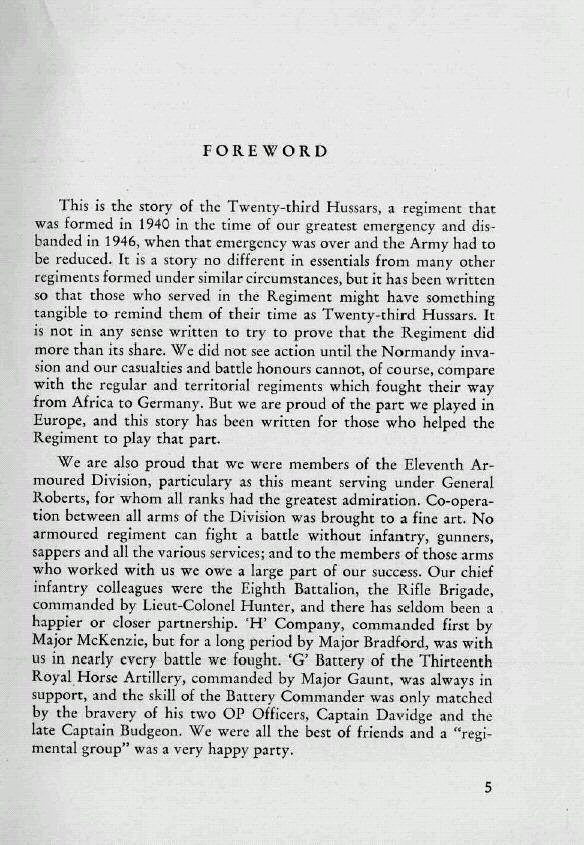 FOREWORD
This is the story of the Twenty-third Hussars, a regiment that
was formed in 1940 in the time of our greatest emergency and dis-
banded in 1946, when that emergency was over and the Army had to
be reduced. It is a story no different in essentials from many other
regiments formed under similar circumstances, but it has been written
so that those who served in the Regiment might have something
tangible to remind them of their time as Twenty-third Hussars. It
is not in any sense written to try to prove that the Regiment did
more than its share. We did not see action until the Normandy inva-
sion and our casualties and battle honours cannot, of course, compare
with the regular and territorial regiments which fought their way
from Africa to Germany. But we are proud of the part we played in
Europe, and this story has been written for those who helped the
Regiment to play that part.
We are also proud that we were members of the Eleventh Ar-
moured Division, particulary as this meant serving under General
Roberts, for whom all ranks had the greatest admiration. Co-opera-
tion between all arms of the Division was brought to a fine art. No
armoured regiment can fight a battle without infantry, gunners,
sappers and all the various services; and to the members of those arms
who worked with us we owe a large part of our success. Our chief
infantry colleagues were the Eighth Battalion, the Rifle Brigade,
commanded by Lieut-Colonel Hunter, and there has seldom been a
happier or closer partnership. 'H' Company, commanded first by
Major McKenzie, but for a long period by Major Bradford, was with
us in nearly every battle we fought. 'G' Battery of the Thirteenth
Royal Horse Artillery, commanded by Major Gaunt, was always in
support, and the skill of the Battery Commander was only matched
by the bravery of his two OP Officers, Captain Davidge and the
late Captain Budgeon. We were all the best of friends and a "regi-
mental group" was a very happy party.
5